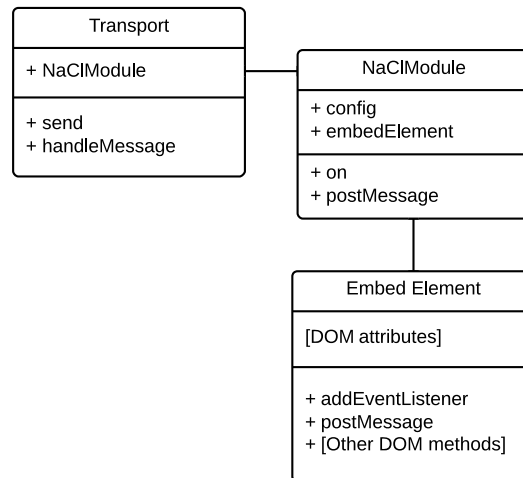 Transport
+ NaClModule
+ send
+ handleMessage
NaClModule
+ config
+ embedElement
+ on
+ postMessage
Embed Element
[DOM attributes]
+ addEventListener
+ postMessage
+ [Other DOM methods]